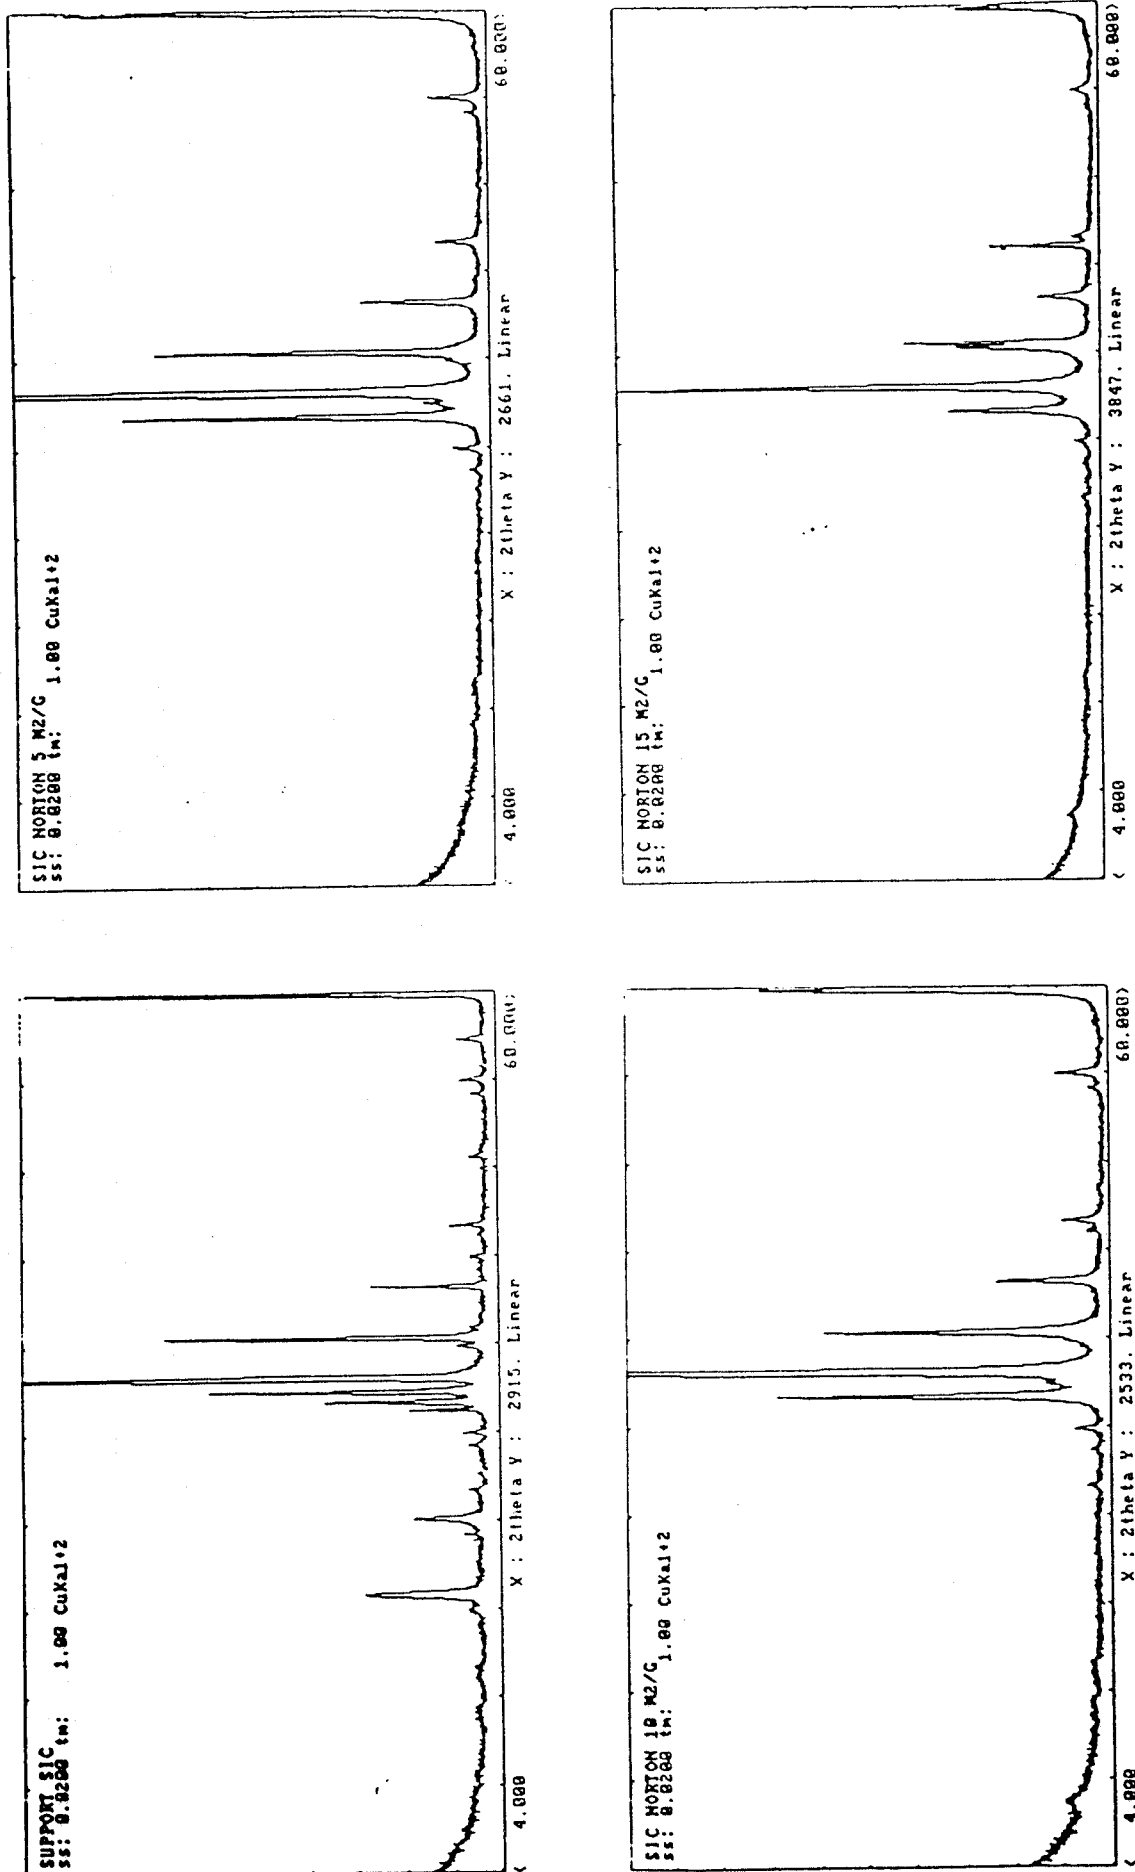 SUPPORT SIC
ss: 0.0200 tm: 1.00 CuKa1+2
< 4.000 X : 2theta Y : 2915. Linear 60.000>
SIC NORTON 5 M2/G
ss: 0.0200 tm: 1.00 CuKa1+2
4.000 X : 2theta Y : 2661. Linear 60.000>
SIC NORTON 10 M2/G
ss: 0.0200 tm: 1.00 CuKa1+2
< 4.000 X : 2theta Y : 2533. Linear 60.000>
SIC NORTON 15 M2/G
ss: 0.0200 tm: 1.00 CuKa1+2
< 4.000 X : 2theta Y : 3847. Linear 60.000>